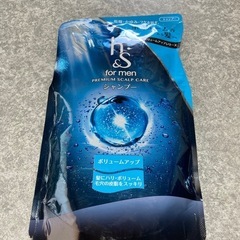 h&S
for men
PREMIUM SCALP CARE
シャンプー
ボリュームアップ
髪にハリ・ボリューム
毛穴の皮脂をスッキリ